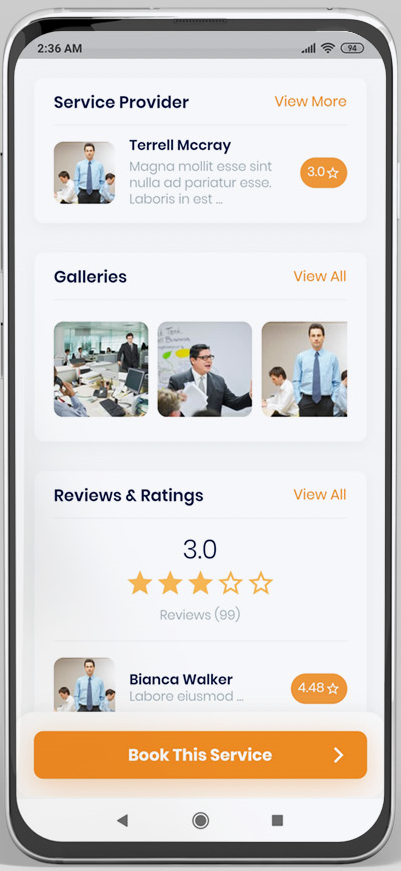 2:36 AM
94
Service Provider
View More
Terrell Mccray
Magna mollit esse sint
nulla ad pariatur esse.
Laboris in est ...
3.0
Galleries
View All
Reviews & Ratings
View All
3.0
Reviews (99)
Bianca Walker
Labore eiusmod ...
4.48
Book This Service